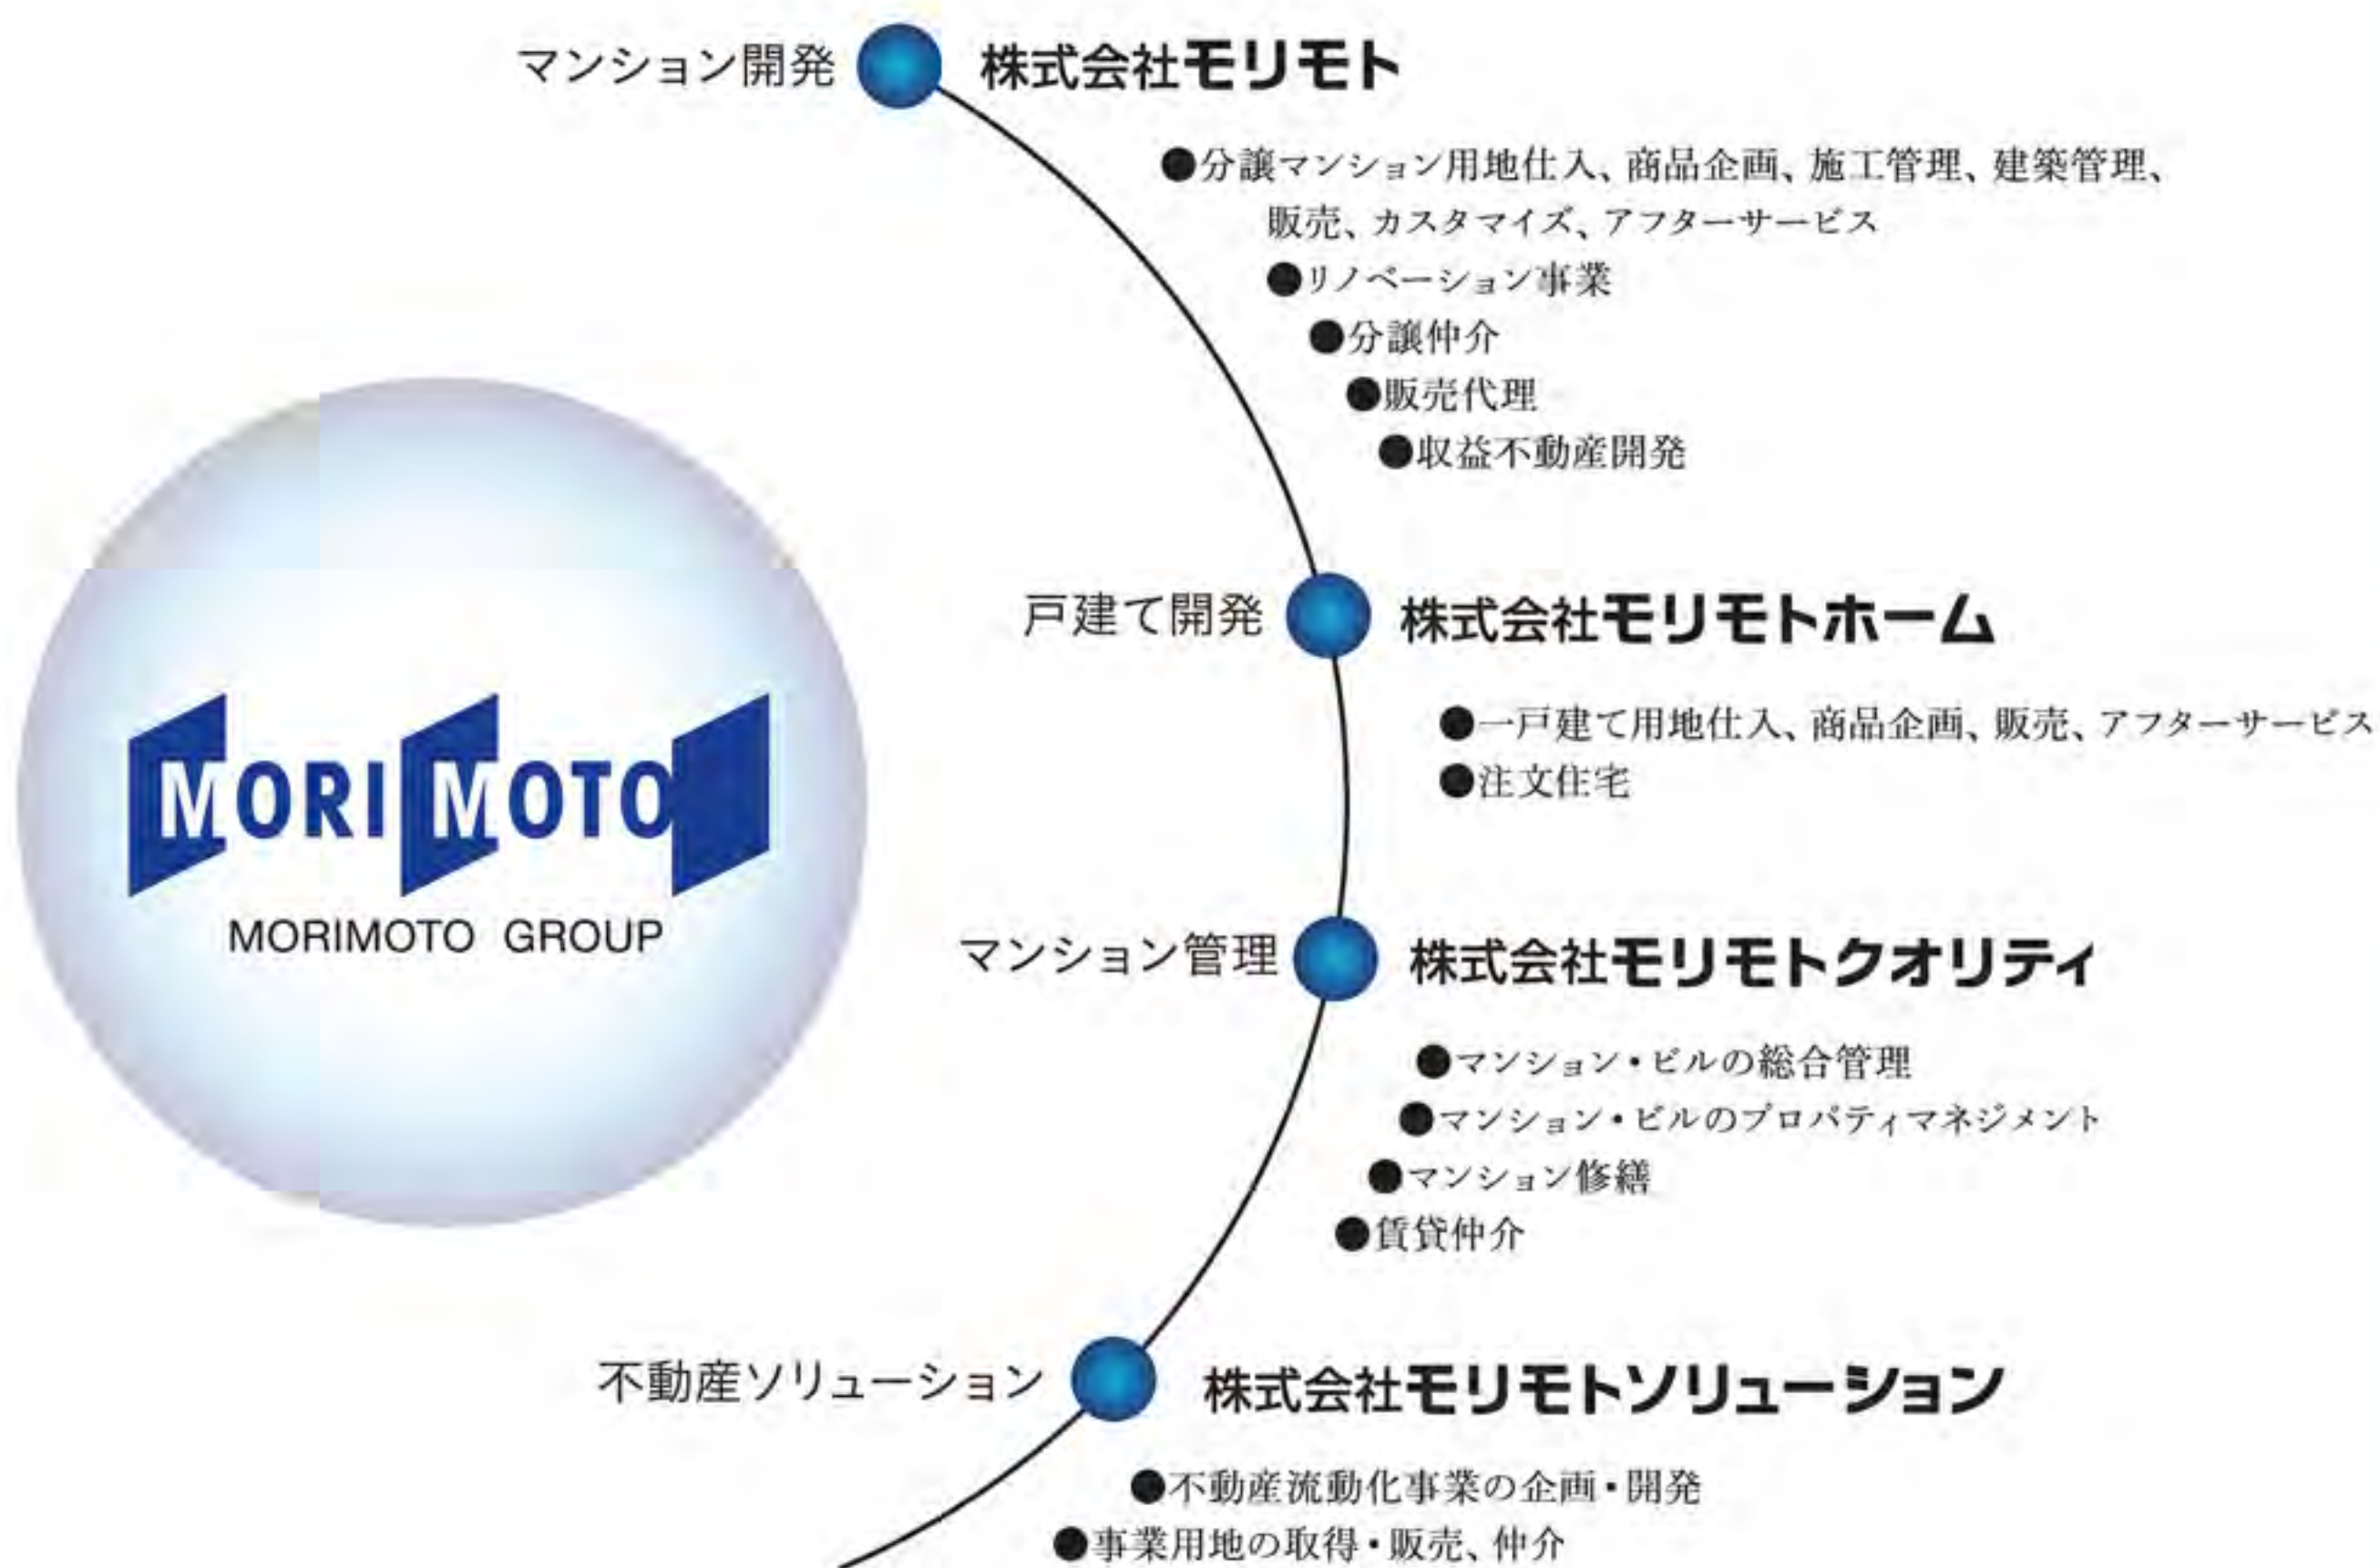 マンション開発
株式会社モリモト
●分譲マンション用地仕入、商品企画、施工管理、建築管理、
販売、カスタマイズ、アフターサービス
●リノベーション事業
●分譲仲介
●販売代理
●収益不動産開発
戸建て開発
株式会社モリモトホーム
●一戸建て用地仕入、商品企画、販売、アフターサービス
●注文住宅
MORIMOTO
MORIMOTO GROUP
マンション管理
株式会社モリモトクオリティ
●マンション・ビルの総合管理
●マンション・ビルのプロパティマネジメント
●マンション修繕
●賃貸仲介
不動産ソリューション
株式会社モリモトソリューション
●不動産流動化事業の企画・開発
●事業用地の取得・販売、仲介